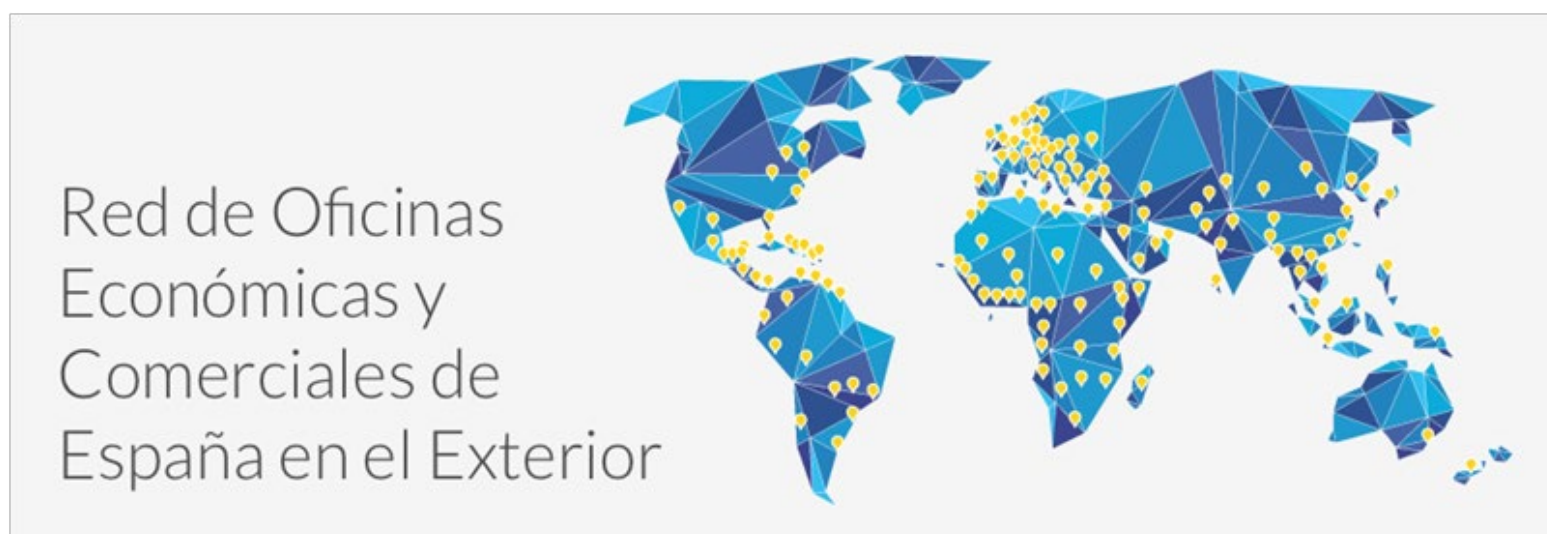 Red de Oficinas
Económicas y
Comerciales de
España en el Exterior